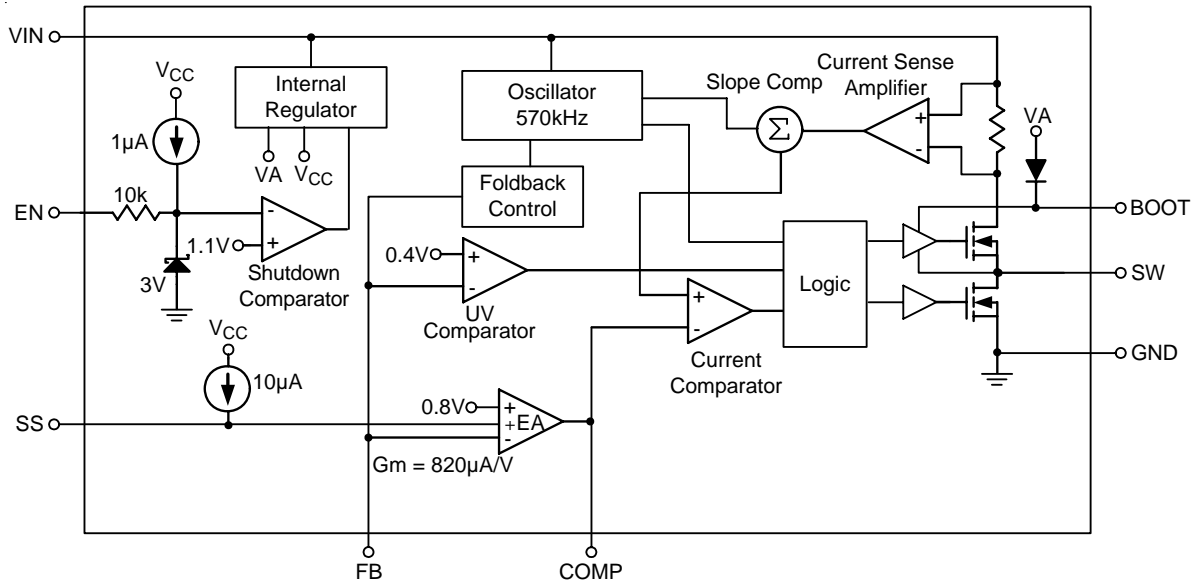 VIN
VCC
1µA
Internal
Regulator
VA
VCC
Oscillator
570kHz
Foldback
Control
Slope Comp
Σ
Current Sense
Amplifier
+
-
VA
BOOT
EN
10k
-
+
1.1V
3V
Shutdown
Comparator
0.4V
+
-
UV
Comparator
Logic
SW
+
-
Current
Comparator
GND
VCC
10µA
SS
0.8V
+
+EA
-
Gm = 820µA/V
FB
COMP